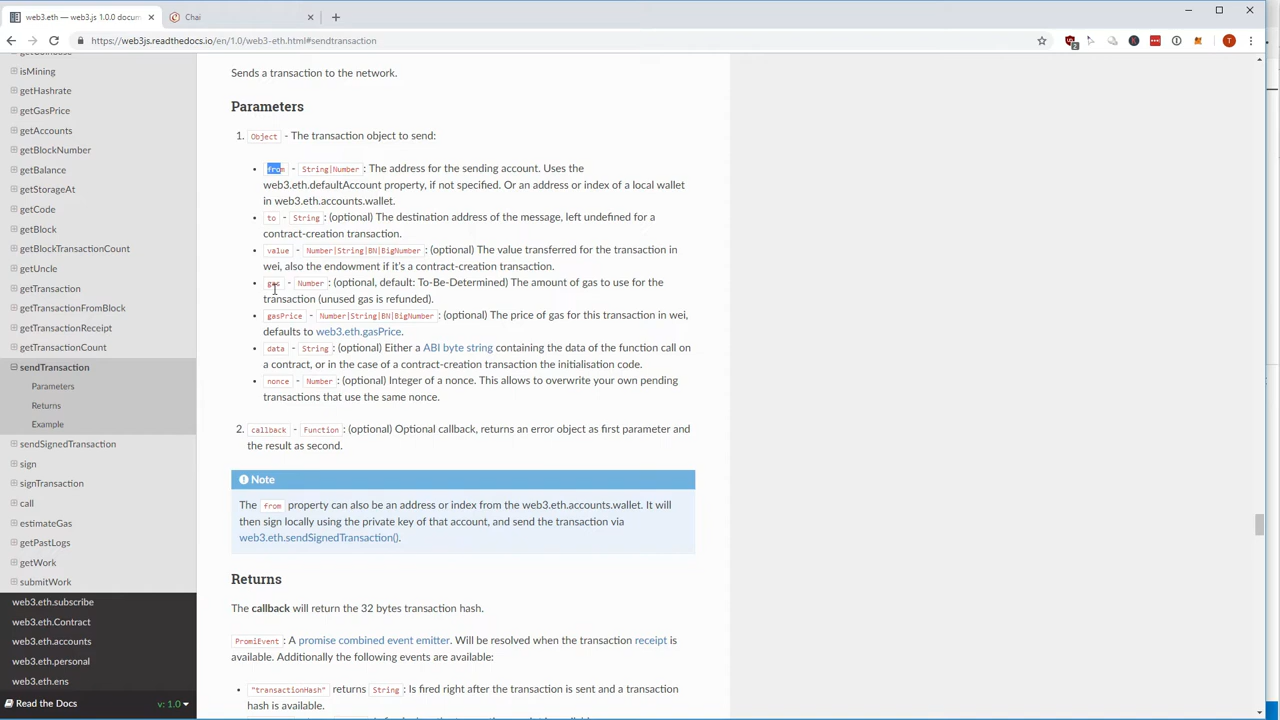 web3.eth — web3.js 1.0.0 docum
Chai
https://web3js.readthedocs.io/en/1.0/web3-eth.html#sendtransaction
2
T
isMining
getHashrate
getGasPrice
getAccounts
getBlockNumber
getBalance
getStorageAt
getCode
getBlock
getBlockTransactionCount
getUncle
getTransaction
getTransactionFromBlock
getTransactionReceipt
getTransactionCount
sendTransaction
Parameters
Returns
Example
sendSignedTransaction
sign
signTransaction
call
estimateGas
getPastLogs
getWork
submitWork
web3.eth.subscribe
web3.eth.Contract
web3.eth.accounts
web3.eth.personal
web3.eth.ens
Read the Docs v: 1.0
Sends a transaction to the network.
Parameters
1. Object - The transaction object to send:
• from - String|Number: The address for the sending account. Uses the
web3.eth.defaultAccount property, if not specified. Or an address or index of a local wallet
in web3.eth.accounts.wallet.
• to - String: (optional) The destination address of the message, left undefined for a
contract-creation transaction.
• value - Number|String|BN|BigNumber: (optional) The value transferred for the transaction in
wei, also the endowment if it's a contract-creation transaction.
• gas - Number: (optional, default: To-Be-Determined) The amount of gas to use for the
transaction (unused gas is refunded).
• gasPrice - Number|String|BN|BigNumber: (optional) The price of gas for this transaction in wei,
defaults to web3.eth.gasPrice.
• data - String: (optional) Either a ABI byte string containing the data of the function call on
a contract, or in the case of a contract-creation transaction the initialisation code.
• nonce - Number: (optional) Integer of a nonce. This allows to overwrite your own pending
transactions that use the same nonce.
2. callback - Function: (optional) Optional callback, returns an error object as first parameter and
the result as second.
Note
The from property can also be an address or index from the web3.eth.accounts.wallet. It will
then sign locally using the private key of that account, and send the transaction via
web3.eth.sendSignedTransaction().
Returns
The callback will return the 32 bytes transaction hash.
PromiEvent: A promise combined event emitter. Will be resolved when the transaction receipt is
available. Additionally the following events are available:
• "transactionHash" returns String: Is fired right after the transaction is sent and a transaction
hash is available.